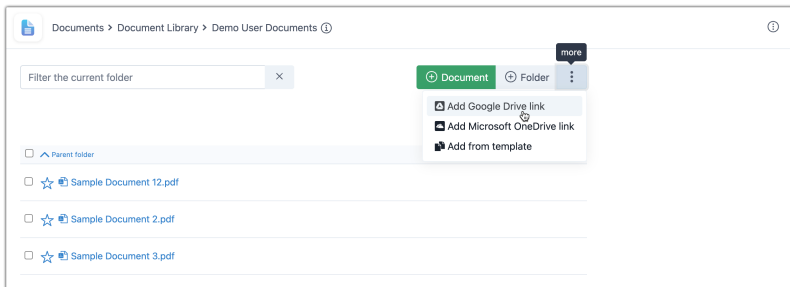 Documents > Document Library > Demo User Documents
more
Filter the current folder
Document
Folder
Add Google Drive link
Add Microsoft OneDrive link
Add from template
Parent folder
Sample Document 12.pdf
Sample Document 2.pdf
Sample Document 3.pdf